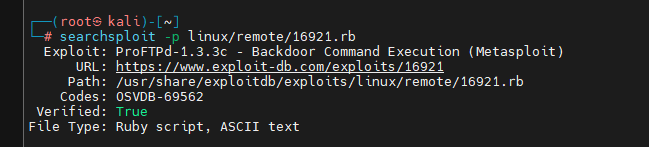 ┌──(root㉿kali)-[~]
└─# searchsploit -p linux/remote/16921.rb
Exploit: ProFTPd-1.3.3c - Backdoor Command Execution (Metasploit)
URL: https://www.exploit-db.com/exploits/16921
Path: /usr/share/exploitdb/exploits/linux/remote/16921.rb
Codes: OSVDB-69562
Verified: True
File Type: Ruby script, ASCII text